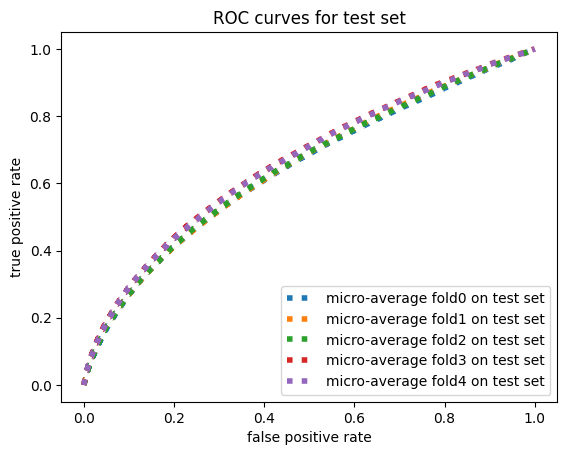 ROC curves for test set
1.0
0.8
0.6
0.4
0.2
0.0
true positive rate
micro-average fold0 on test set
micro-average fold1 on test set
micro-average fold2 on test set
micro-average fold3 on test set
micro-average fold4 on test set
0.0 0.2 0.4 0.6 0.8 1.0
false positive rate